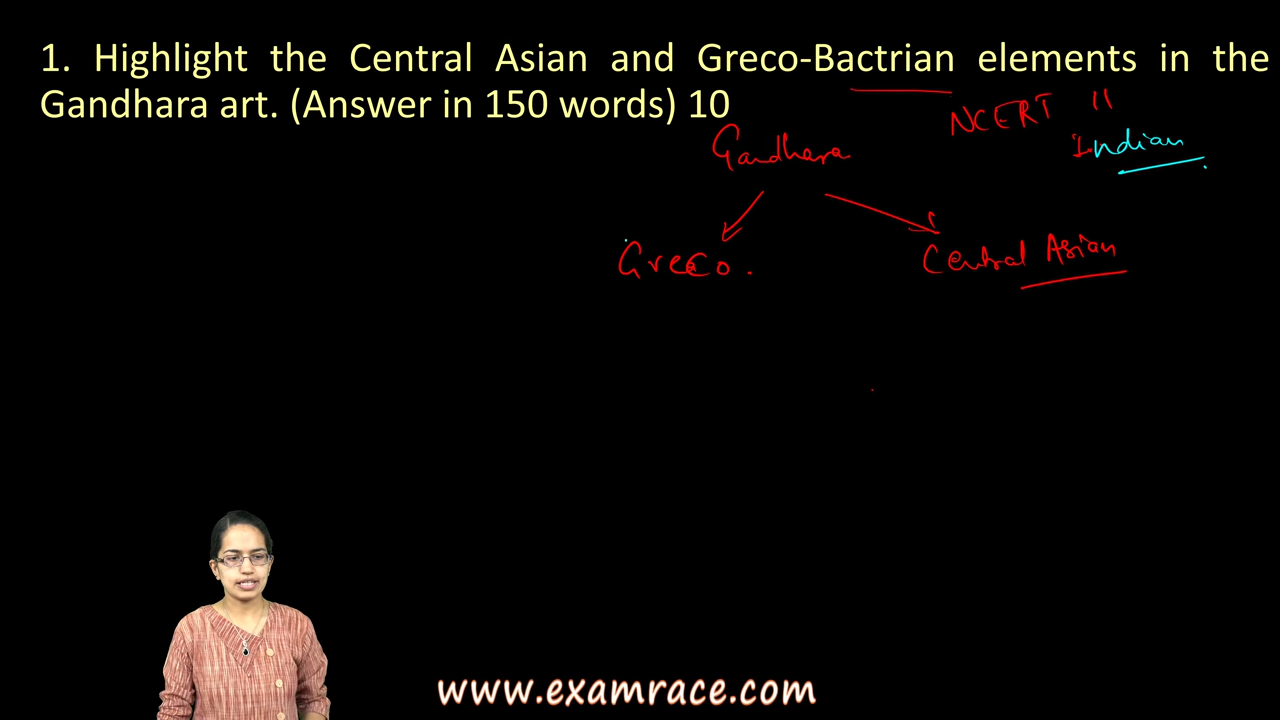 1. Highlight the Central Asian and Greco-Bactrian elements in the
Gandhara art. (Answer in 150 words) 10
NCERT 11
Indian
Gandhara
Greeco.
Central Asian
www.examrace.com